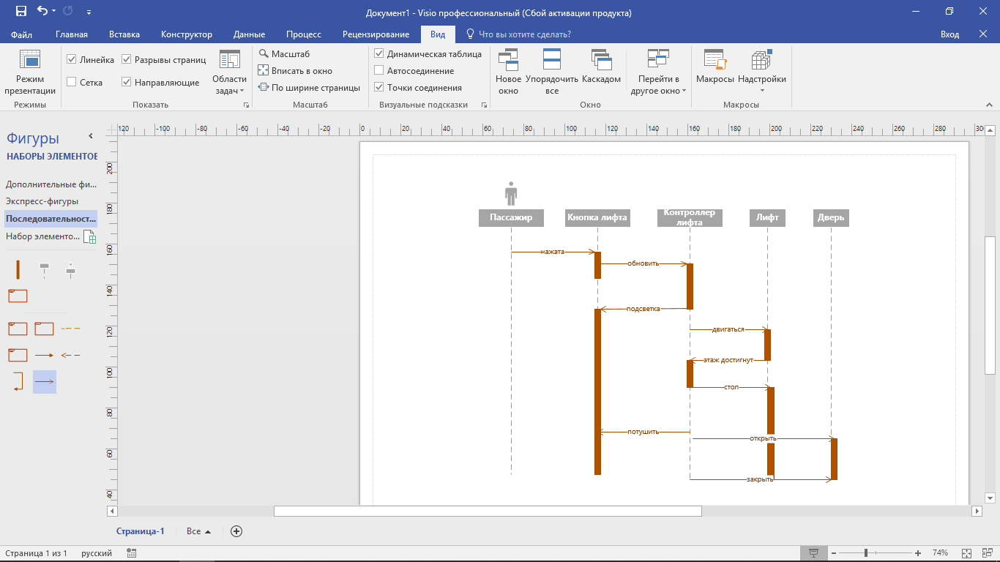 Документ1 - Visio профессиональный (Сбой активации продукта)
Файл Главная Вставка Конструктор Данные Процесс Рецензирование Вид Что вы хотите сделать? Вход
Режим презентации
Режимы
Линейка Разрывы страниц
Сетка Направляющие
Области задач
Показать
Масштаб
Вписать в окно
По ширине страницы
Масштаб
Динамическая таблица
Автосоединение
Точки соединения
Визуальные подсказки
Новое окно
Упорядочить все
Каскадом
Перейти в другое окно
Окно
Макросы Надстройки
Макросы
Фигуры
НАБОРЫ ЭЛЕМЕНТОВ
Дополнительные фи...
Экспресс-фигуры
Последовательност...
Набор элементо...
120 -100 -80 -60 -40 -20 0 20 40 60 80 100 120 140 160 180 200 220 240 260 280 300
200
180
160
140
120
100
80
60
40
Пассажир
Кнопка лифта
Контроллер
лифта
Лифт
Дверь
нажата
обновить
подсветка
двигаться
этаж достигнут
стоп
потушить
открыть
закрыть
Страница-1 Все
Страница 1 из 1 русский 74%